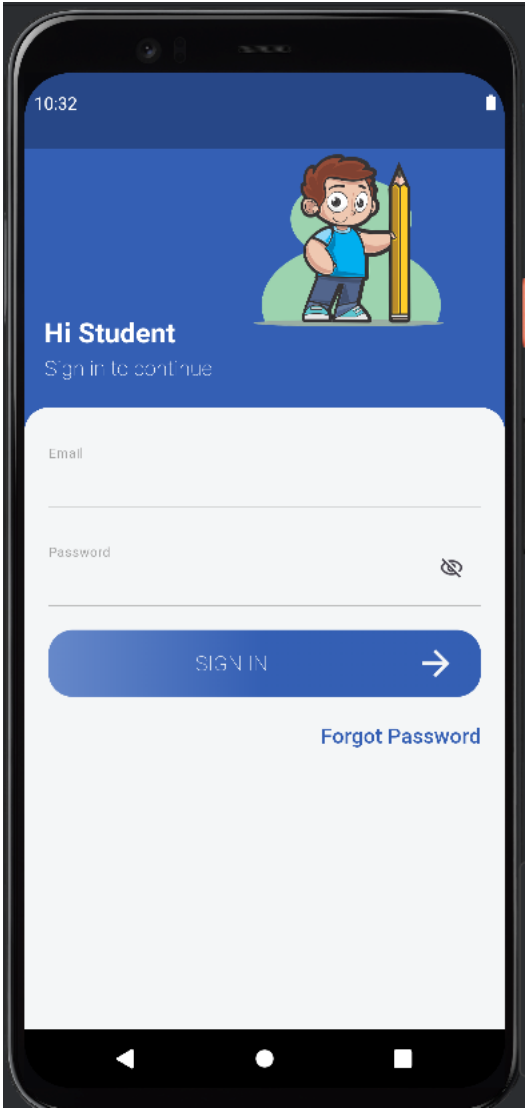 10:32
Hi Student
Sign in to continue
Email
Password
SIGN IN
Forgot Password